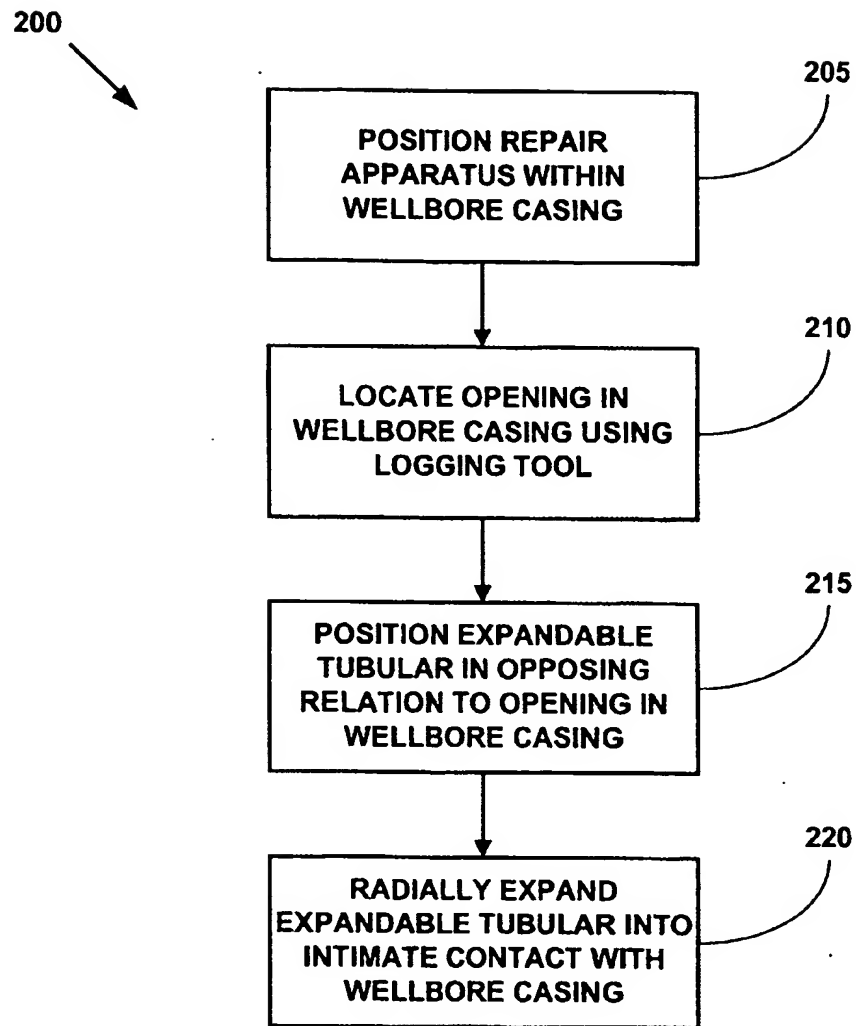 200
205
POSITION REPAIR
APPARATUS WITHIN
WELLBORE CASING
210
LOCATE OPENING IN
WELLBORE CASING USING
LOGGING TOOL
215
POSITION EXPANDABLE
TUBULAR IN OPPOSING
RELATION TO OPENING IN
WELLBORE CASING
220
RADIALLY EXPAND
EXPANDABLE TUBULAR INTO
INTIMATE CONTACT WITH
WELLBORE CASING